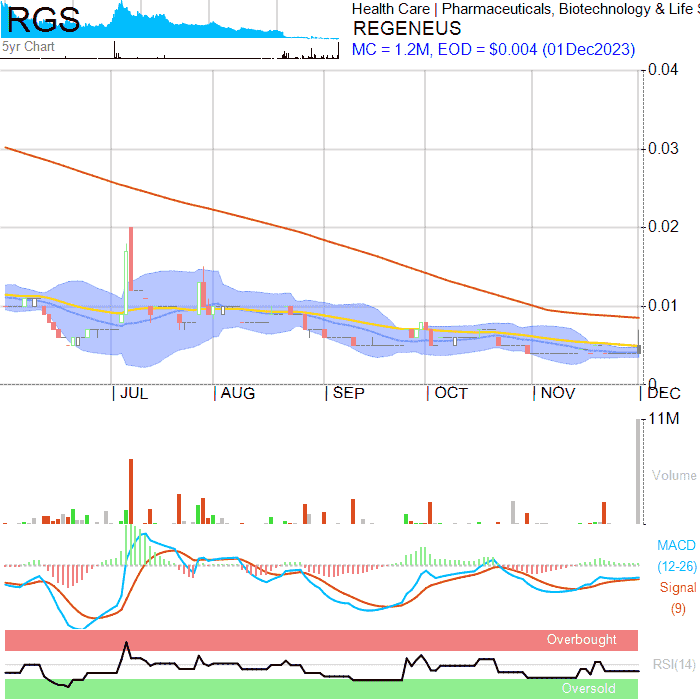 RGS
5yr Chart
Health Care | Pharmaceuticals, Biotechnology & Life S
REGENEUS
MC = 1.2M, EOD = $0.004 (01Dec2023)
0.04
0.03
0.02
0.01
0
JUL AUG SEP OCT NOV DEC
11M
Volume
MACD
(12-26)
Signal
(9)
Overbought
RSI(14)
Oversold